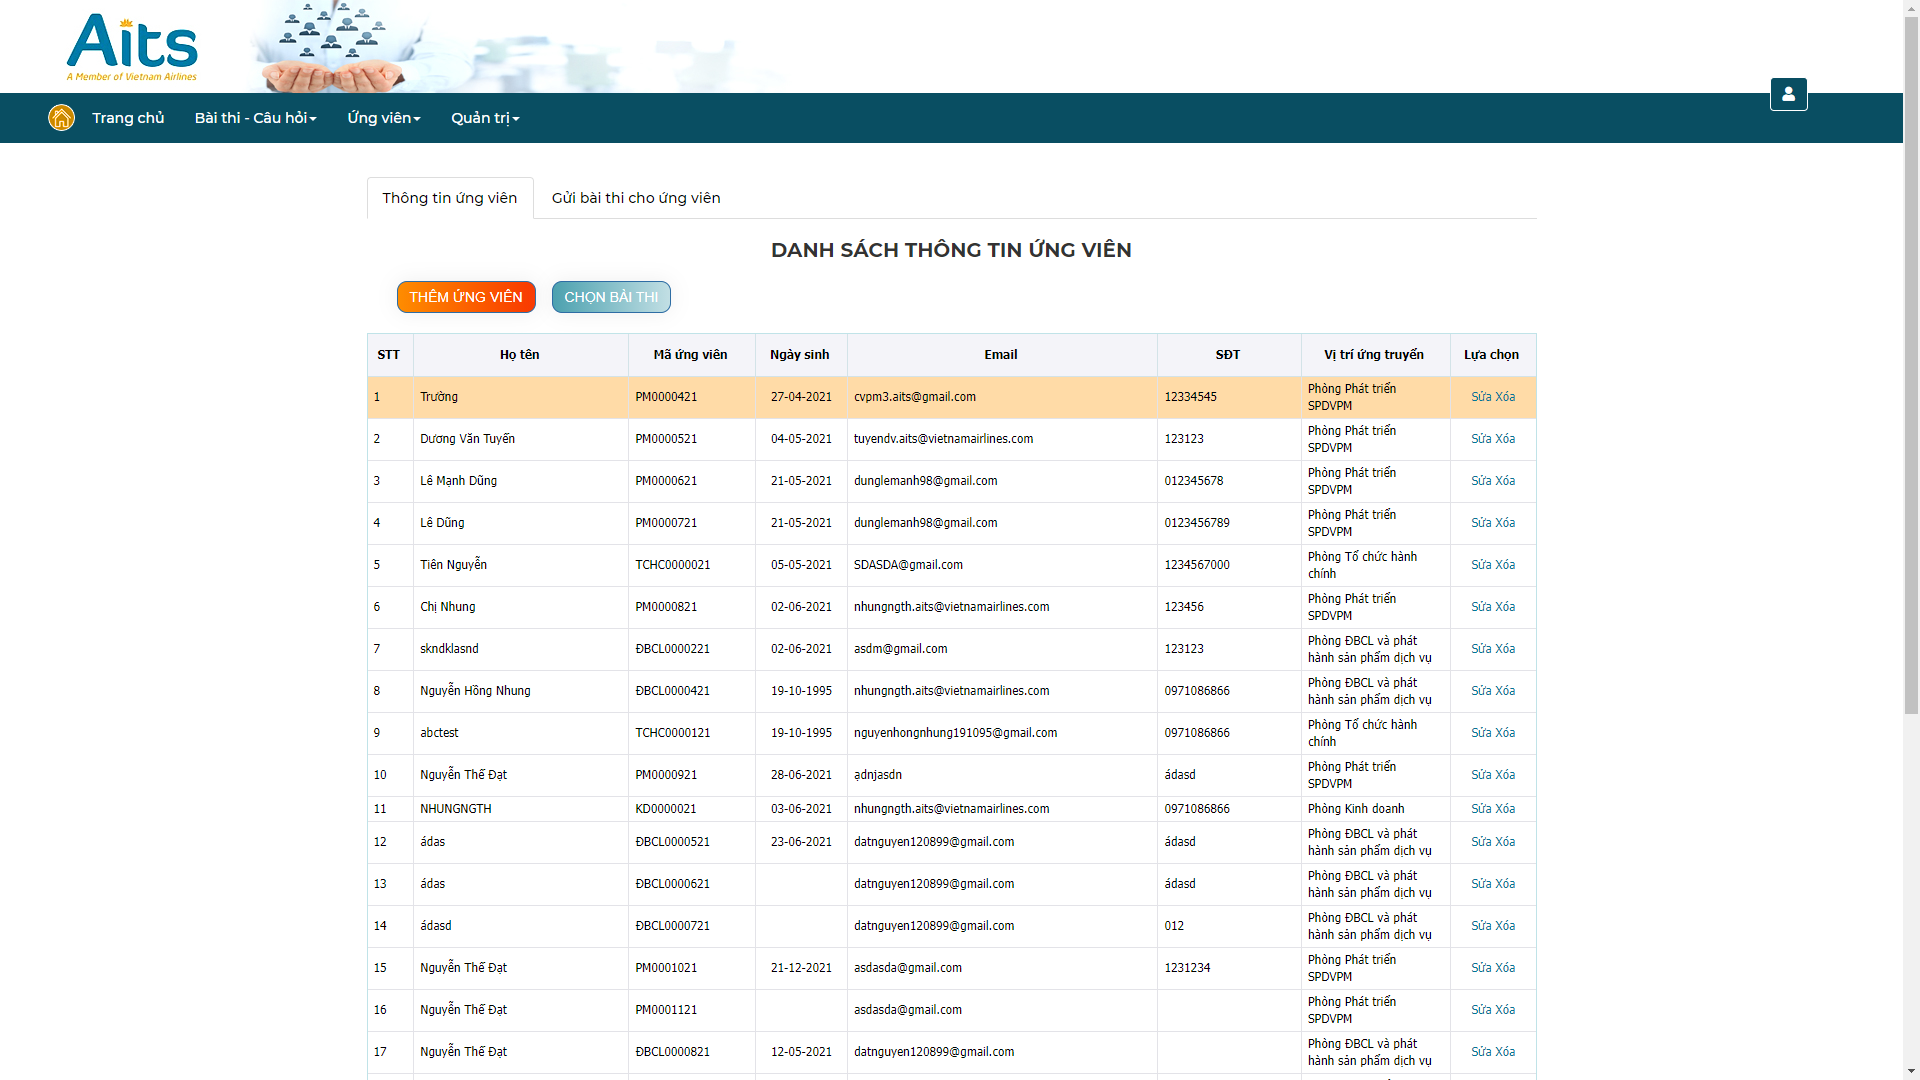 Aits
A Member of Vietnam Airlines
Trang chủ Bài thi - Câu hỏi Ứng viên Quản trị
Thông tin ứng viên Gửi bài thi cho ứng viên
DANH SÁCH THÔNG TIN ỨNG VIÊN
THÊM ỨNG VIÊN CHỌN BÀI THI
STT Họ tên Mã ứng viên Ngày sinh Email SĐT Vị trí ứng truyển Lựa chọn
1 Trường PM0000421 27-04-2021 cvpm3.aits@gmail.com 12334545 Phòng Phát triển SPDVPM Sửa Xóa
2 Dương Văn Tuyến PM0000521 04-05-2021 tuyendv.aits@vietnamairlines.com 123123 Phòng Phát triển SPDVPM Sửa Xóa
3 Lê Mạnh Dũng PM0000621 21-05-2021 dunglemanh98@gmail.com 012345678 Phòng Phát triển SPDVPM Sửa Xóa
4 Lê Dũng PM0000721 21-05-2021 dunglemanh98@gmail.com 0123456789 Phòng Phát triển SPDVPM Sửa Xóa
5 Tiên Nguyễn TCHC0000021 05-05-2021 SDASDA@gmail.com 1234567000 Phòng Tổ chức hành chính Sửa Xóa
6 Chị Nhung PM0000821 02-06-2021 nhungngth.aits@vietnamairlines.com 123456 Phòng Phát triển SPDVPM Sửa Xóa
7 skndklasnd ĐBCL0000221 02-06-2021 asdm@gmail.com 123123 Phòng ĐBCL và phát hành sản phẩm dịch vụ Sửa Xóa
8 Nguyễn Hồng Nhung ĐBCL0000421 19-10-1995 nhungngth.aits@vietnamairlines.com 0971086866 Phòng ĐBCL và phát hành sản phẩm dịch vụ Sửa Xóa
9 abctest TCHC0000121 19-10-1995 nguyenhongnhung191095@gmail.com 0971086866 Phòng Tổ chức hành chính Sửa Xóa
10 Nguyễn Thế Đạt PM0000921 28-06-2021 ạdnjasdn ádasd Phòng Phát triển SPDVPM Sửa Xóa
11 NHUNGNGTH KD0000021 03-06-2021 nhungngth.aits@vietnamairlines.com 0971086866 Phòng Kinh doanh Sửa Xóa
12 ádas ĐBCL0000521 23-06-2021 datnguyen120899@gmail.com ádasd Phòng ĐBCL và phát hành sản phẩm dịch vụ Sửa Xóa
13 ádas ĐBCL0000621 datnguyen120899@gmail.com ádasd Phòng ĐBCL và phát hành sản phẩm dịch vụ Sửa Xóa
14 ádasd ĐBCL0000721 datnguyen120899@gmail.com 012 Phòng ĐBCL và phát hành sản phẩm dịch vụ Sửa Xóa
15 Nguyễn Thế Đạt PM0001021 21-12-2021 asdasda@gmail.com 1231234 Phòng Phát triển SPDVPM Sửa Xóa
16 Nguyễn Thế Đạt PM0001121 asdasda@gmail.com Phòng Phát triển SPDVPM Sửa Xóa
17 Nguyễn Thế Đạt ĐBCL0000821 12-05-2021 datnguyen120899@gmail.com Phòng ĐBCL và phát hành sản phẩm dịch vụ Sửa Xóa